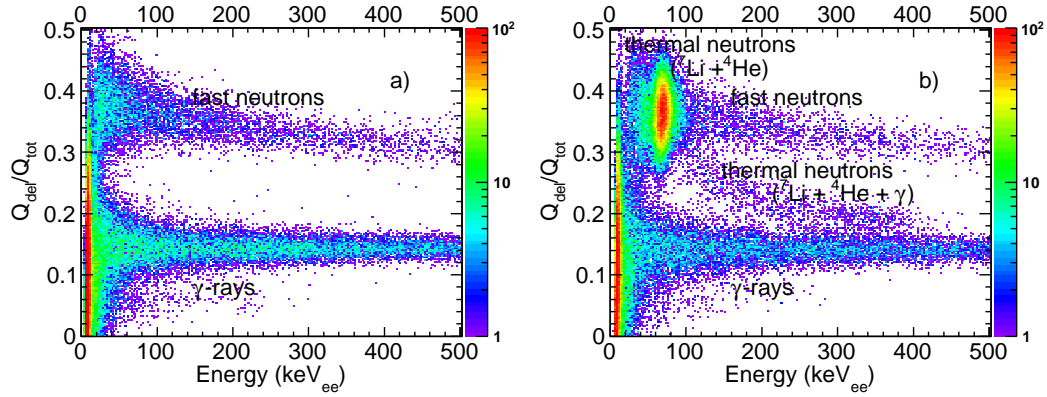 0 100 200 300 400 500
0.5
0.4
0.3
0.2
0.1
0
Q_del/Q_tot
a)
fast neutrons
γ-rays
10²
10
1
0 100 200 300 400 500
Energy (keV_ee)
0 100 200 300 400 500
0.5
0.4
0.3
0.2
0.1
0
Q_del/Q_tot
thermal neutrons
(⁷Li + ⁴He)
b)
fast neutrons
thermal neutrons
(⁷Li + ⁴He + γ)
γ-rays
10²
10
1
0 100 200 300 400 500
Energy (keV_ee)